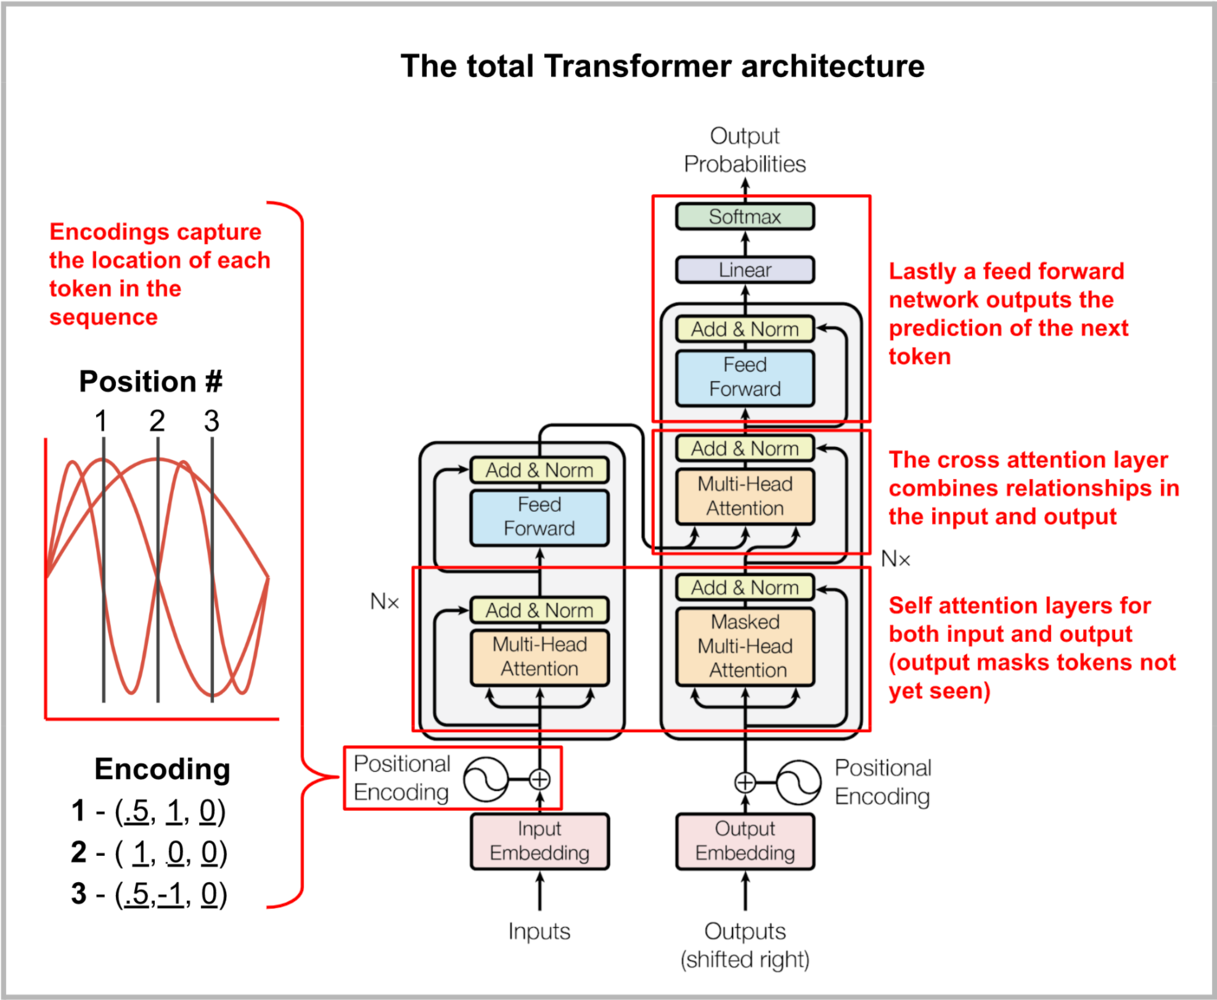 The total Transformer architecture
Output
Probabilities
Softmax
Linear
Add & Norm
Feed
Forward
Add & Norm
Multi-Head
Attention
Add & Norm
Masked
Multi-Head
Attention
N×
Positional
Encoding
Output
Embedding
Outputs
(shifted right)
Add & Norm
Feed
Forward
Add & Norm
Multi-Head
Attention
N×
Positional
Encoding
Input
Embedding
Inputs
Encodings capture
the location of each
token in the
sequence
Position #
1 2 3
Encoding
1 - (.5, 1, 0)
2 - ( 1, 0, 0)
3 - (.5,-1, 0)
Lastly a feed forward
network outputs the
prediction of the next
token
The cross attention layer
combines relationships in
the input and output
Self attention layers for
both input and output
(output masks tokens not
yet seen)